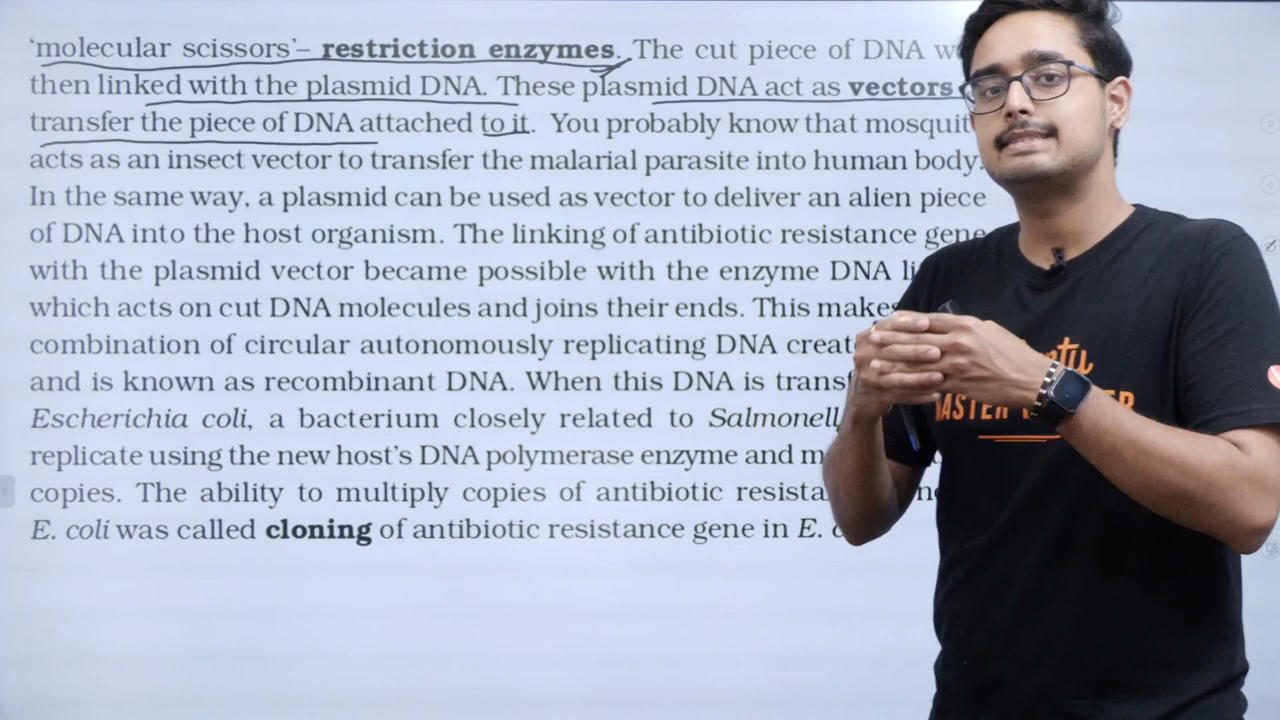 ‘molecular scissors’– restriction enzymes. The cut piece of DNA
then linked with the plasmid DNA. These plasmid DNA act as vectors
transfer the piece of DNA attached to it. You probably know that mosquit
acts as an insect vector to transfer the malarial parasite into human body.
In the same way, a plasmid can be used as vector to deliver an alien piece
of DNA into the host organism. The linking of antibiotic resistance gene
with the plasmid vector became possible with the enzyme DNA
which acts on cut DNA molecules and joins their ends. This makes
combination of circular autonomously replicating DNA
and is known as recombinant DNA. When this DNA is
Escherichia coli, a bacterium closely related to
replicate using the new host’s DNA polymerase enzyme and
copies. The ability to multiply copies of antibiotic
E. coli was called cloning of antibiotic resistance gene in E.
MASTER